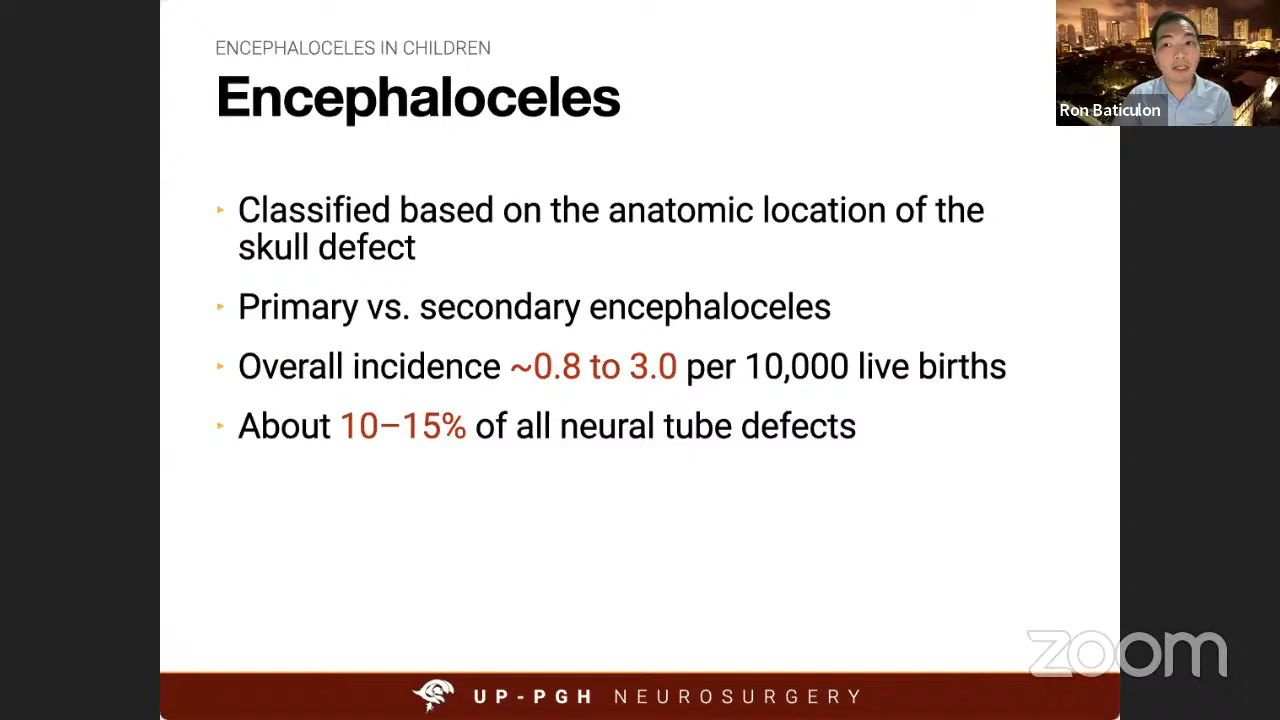 ENCEPHALOCELES IN CHILDREN
Encephaloceles
Ron Baticulon
‣ Classified based on the anatomic location of the
skull defect
‣ Primary vs. secondary encephaloceles
‣ Overall incidence ~0.8 to 3.0 per 10,000 live births
‣ About 10–15% of all neural tube defects
zoom
UP-PGH NEUROSURGERY